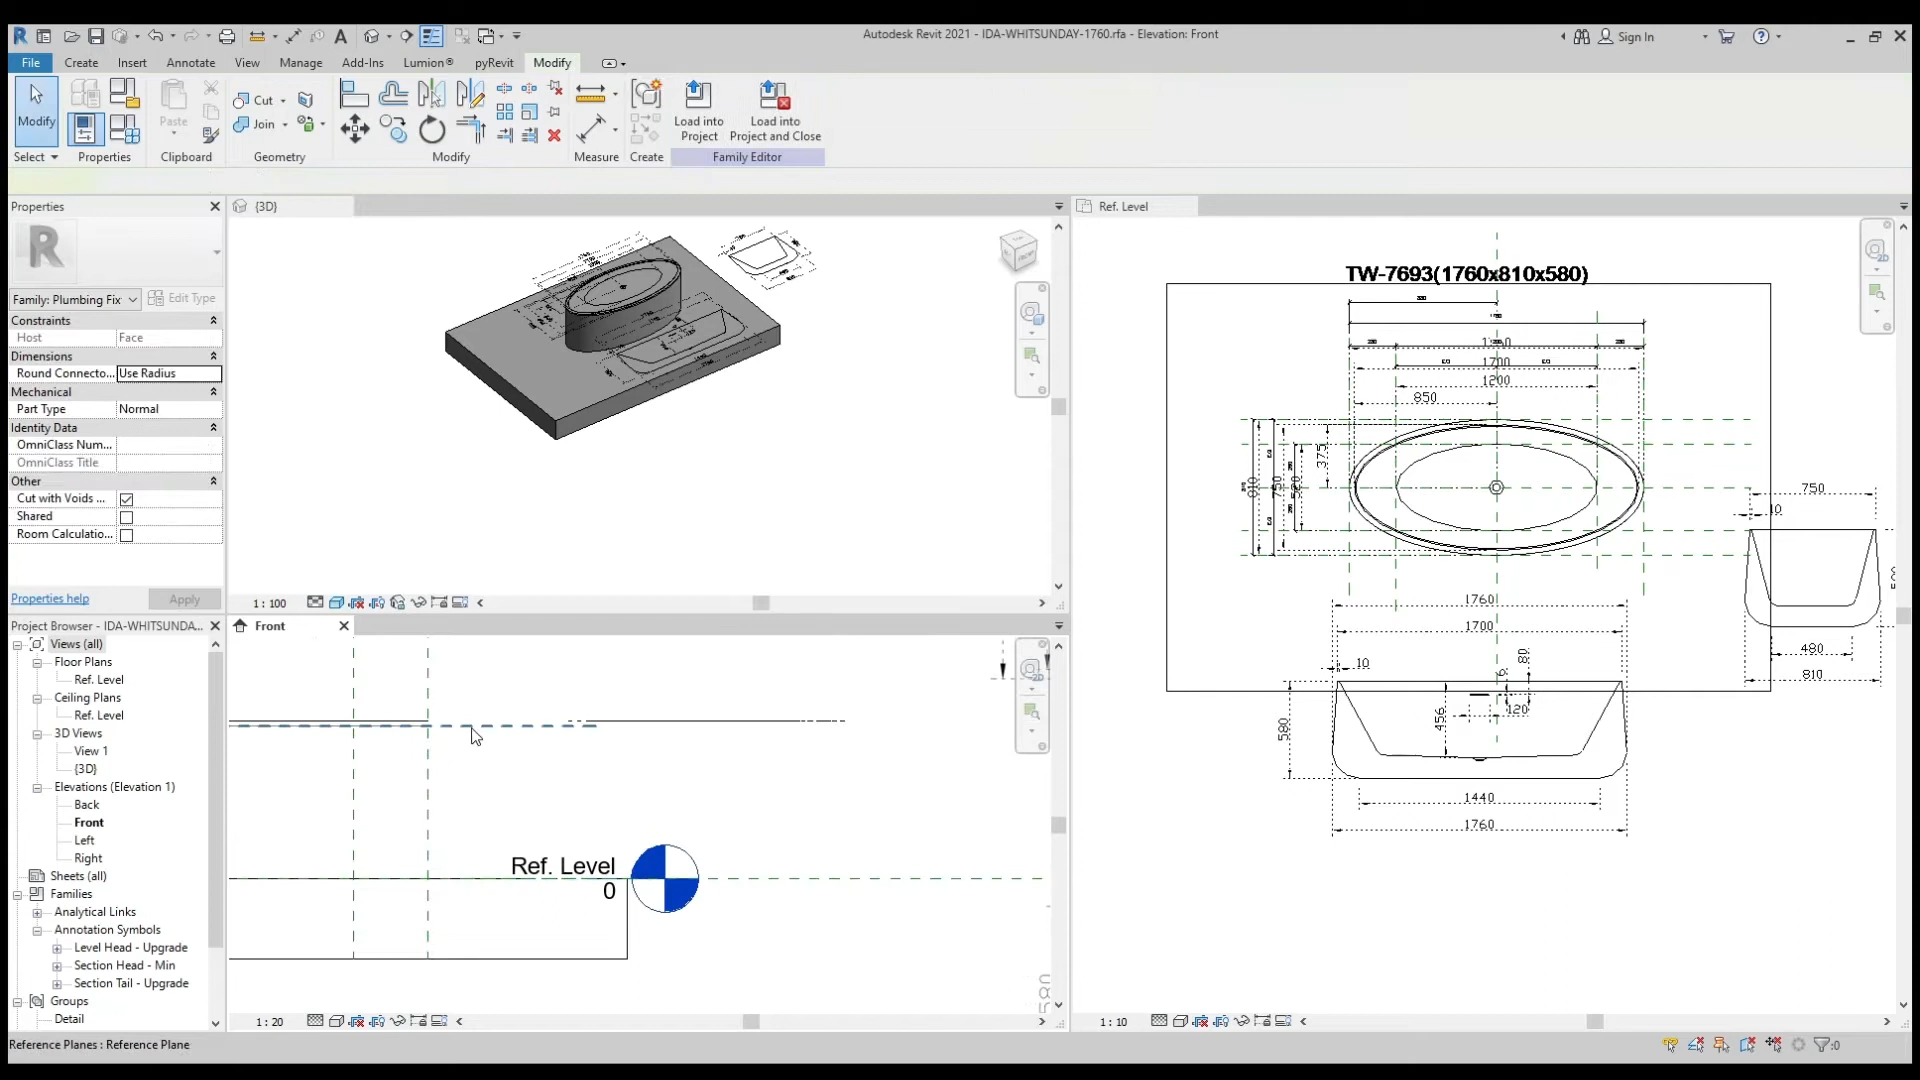 Autodesk Revit 2021 - IDA-WHITSUNDAY-1760.rfa - Elevation: Front
Sign In
File
Create
Insert
Annotate
View
Manage
Add-Ins
Lumion®
pyRevit
Modify
Modify
Paste
Cut
Join
Load into
Project
Load into
Project and Close
Select
Properties
Clipboard
Geometry
Modify
Measure
Create
Family Editor
Properties
Family: Plumbing Fix
Edit Type
Constraints
Host
Face
Dimensions
Round Connecto...
Use Radius
Mechanical
Part Type
Normal
Identity Data
OmniClass Num...
OmniClass Title
Other
Cut with Voids ...
Shared
Room Calculatio...
Properties help
Apply
Project Browser - IDA-WHITSUNDA...
Views (all)
Floor Plans
Ref. Level
Ceiling Plans
Ref. Level
3D Views
View 1
{3D}
Elevations (Elevation 1)
Back
Front
Left
Right
Sheets (all)
Families
Analytical Links
Annotation Symbols
Level Head - Upgrade
Section Head - Min
Section Tail - Upgrade
Groups
Detail
{3D}
1 : 100
Front
Ref. Level
0
1 : 20
Ref. Level
TW-7693(1760x810x580)
1700
1200
850
375
810
750
520
750
10
480
810
1760
1700
10
80
120
456
580
1440
1760
1 : 10
Reference Planes : Reference Plane
:0